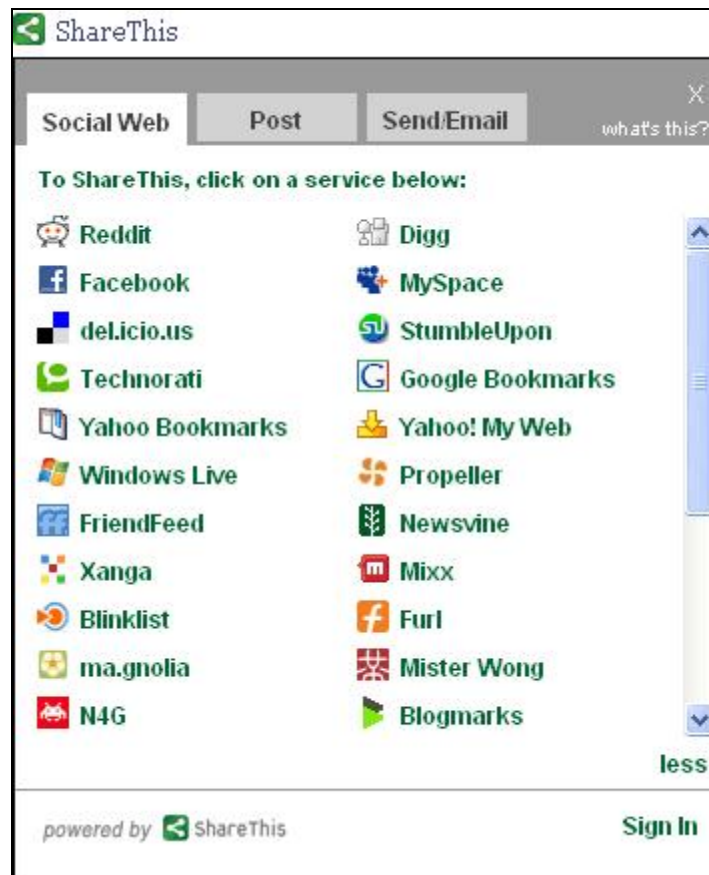 ShareThis
X
Social Web Post Send/Email what's this?
To ShareThis, click on a service below:
Reddit Digg
Facebook MySpace
del.icio.us StumbleUpon
Technorati Google Bookmarks
Yahoo Bookmarks Yahoo! My Web
Windows Live Propeller
FriendFeed Newsvine
Xanga Mixx
Blinklist Furl
ma.gnolia Mister Wong
N4G Blogmarks
less
powered by ShareThis Sign In